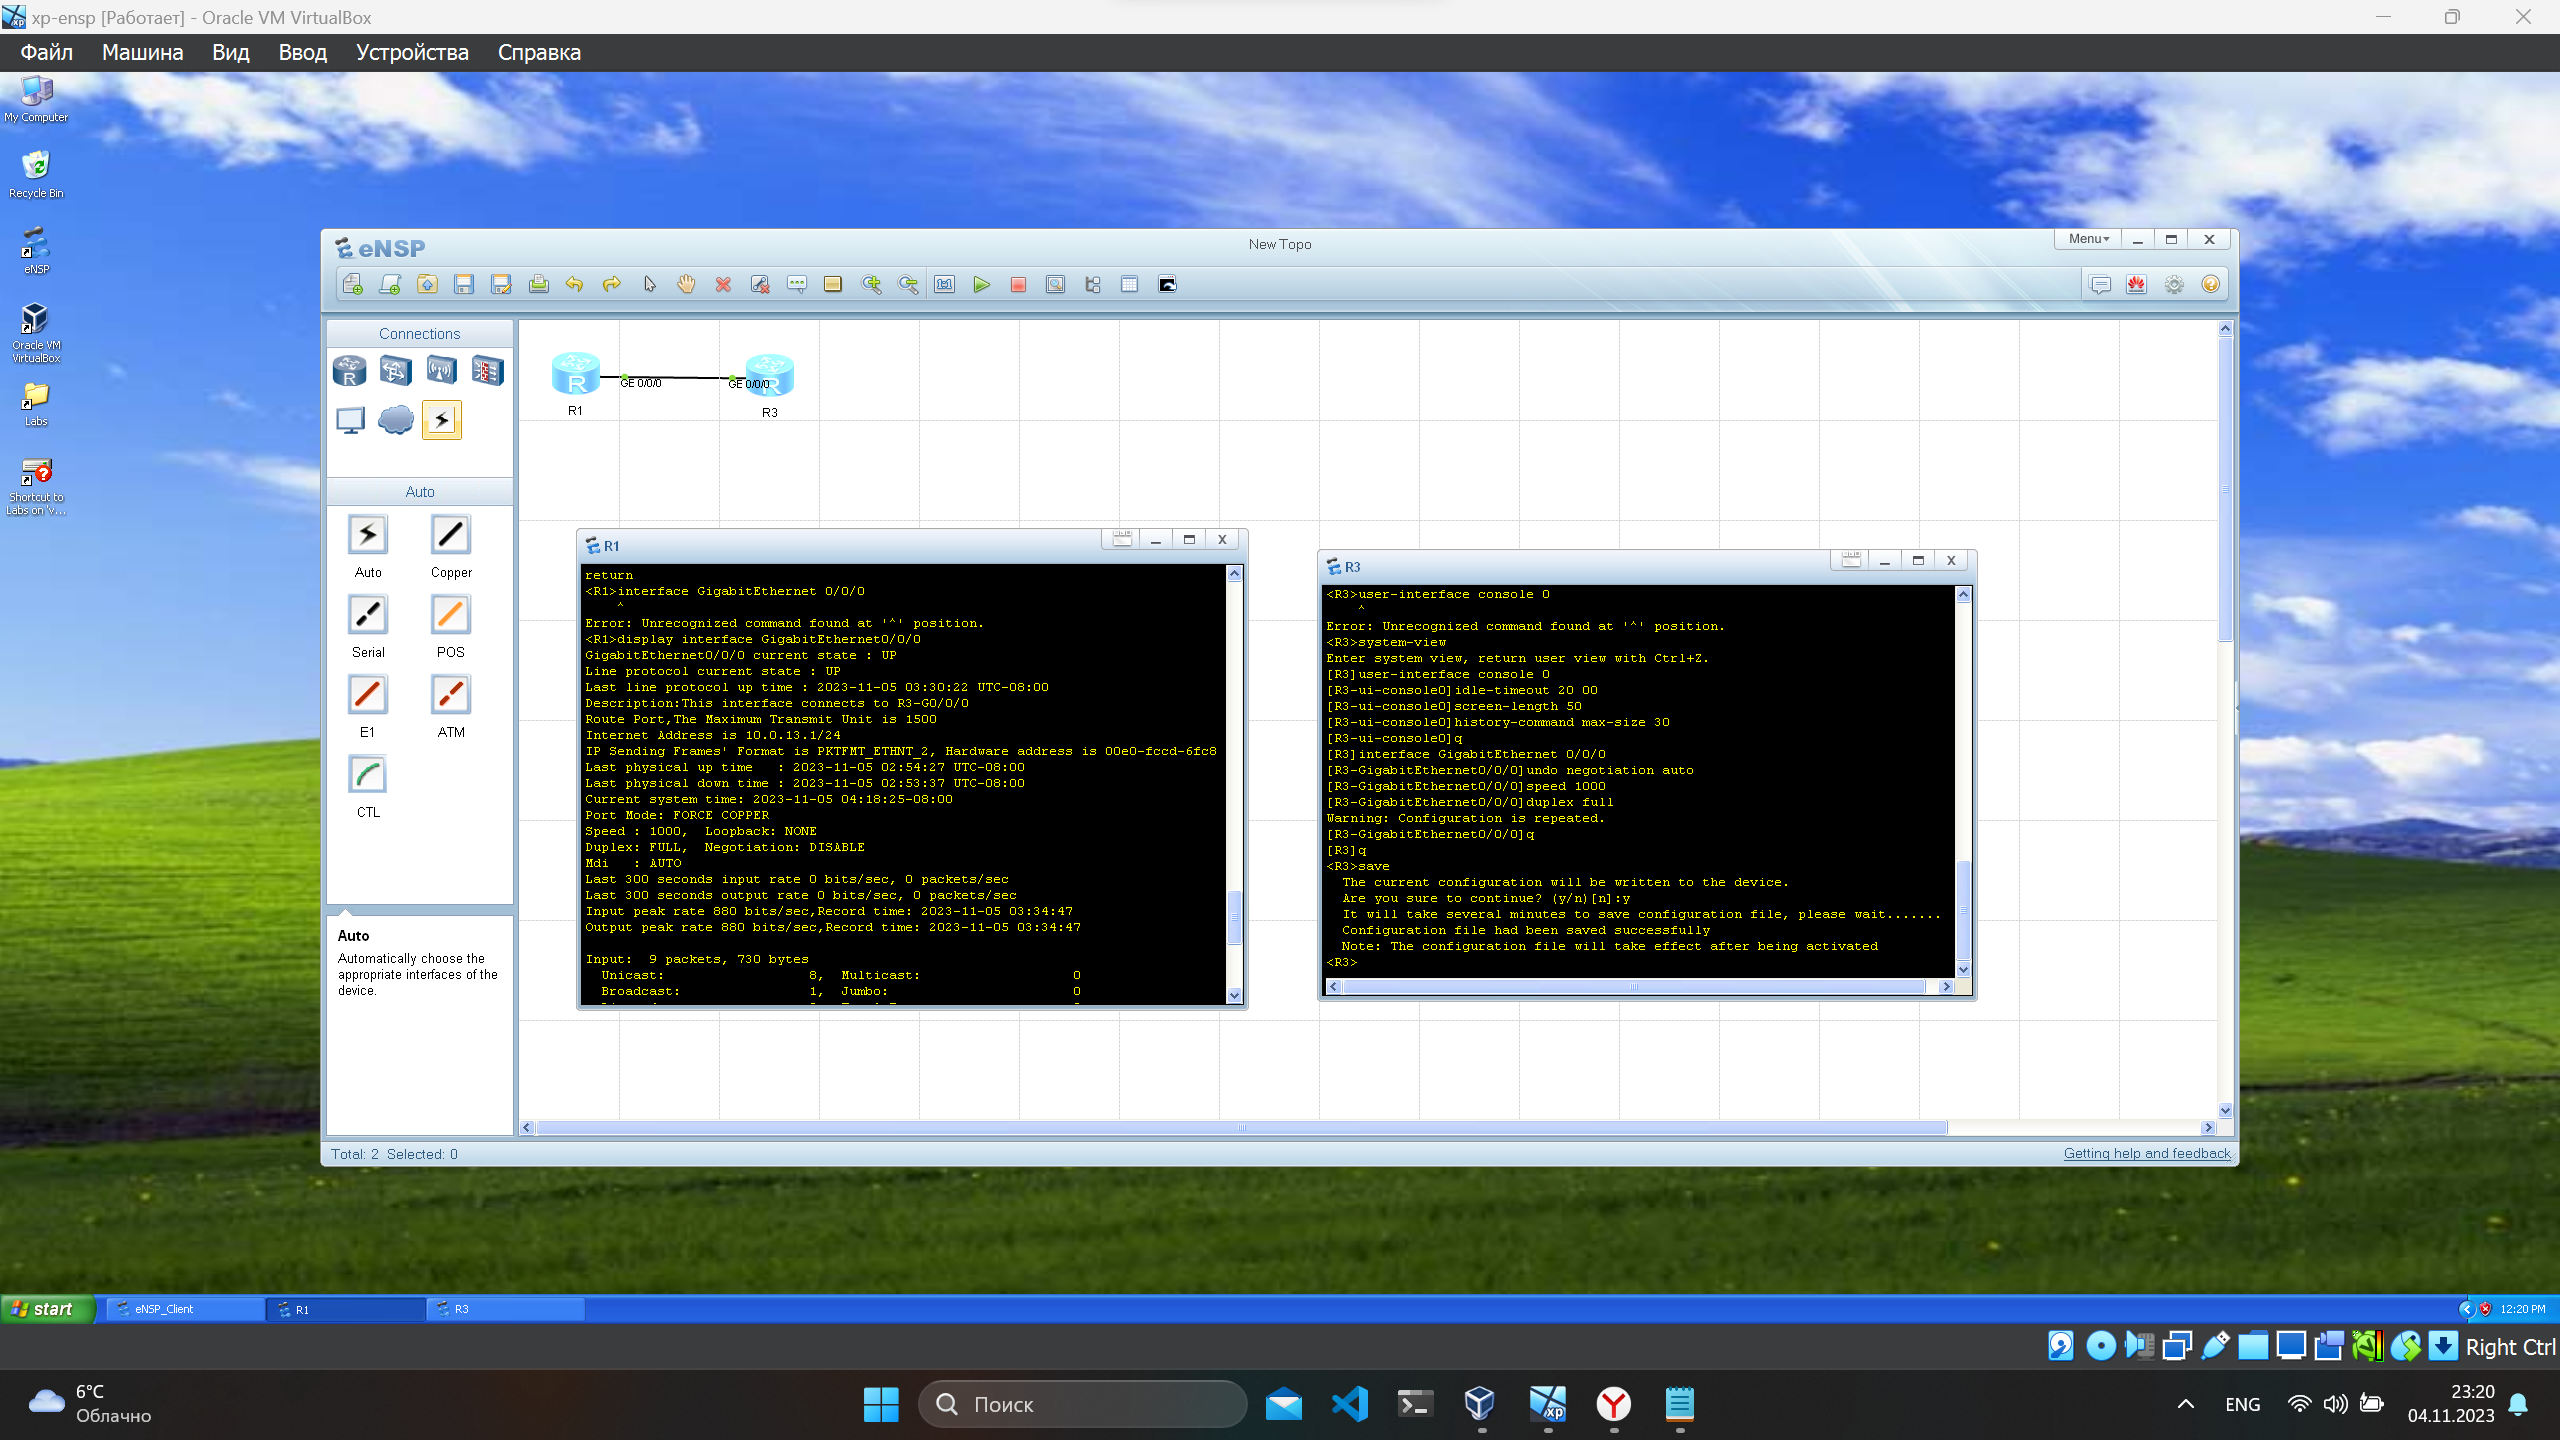 xp-ensp [Работает] - Oracle VM VirtualBox
Файл Машина Вид Ввод Устройства Справка
My Computer
Recycle Bin
eNSP
Oracle VM
VirtualBox
Labs
Shortcut to
Labs on 'v...
eNSP
New Topo
Menu
Connections
Auto
Auto
Copper
Serial
POS
E1
ATM
CTL
Auto
Automatically choose the
appropriate interfaces of the
device.
GE 0/0/0
GE 0/0/0
R1
R3
R1
return
<R1>interface GigabitEthernet 0/0/0
^
Error: Unrecognized command found at '^' position.
<R1>display interface GigabitEthernet0/0/0
GigabitEthernet0/0/0 current state : UP
Line protocol current state : UP
Last line protocol up time : 2023-11-05 03:30:22 UTC-08:00
Description:This interface connects to R3-G0/0/0
Route Port,The Maximum Transmit Unit is 1500
Internet Address is 10.0.13.1/24
IP Sending Frames' Format is PKTFMT_ETHNT_2, Hardware address is 00e0-fccd-6fc8
Last physical up time   : 2023-11-05 02:54:27 UTC-08:00
Last physical down time : 2023-11-05 02:53:37 UTC-08:00
Current system time: 2023-11-05 04:18:25-08:00
Port Mode: FORCE COPPER
Speed : 1000,  Loopback: NONE
Duplex: FULL,  Negotiation: DISABLE
Mdi   : AUTO
Last 300 seconds input rate 0 bits/sec, 0 packets/sec
Last 300 seconds output rate 0 bits/sec, 0 packets/sec
Input peak rate 880 bits/sec,Record time: 2023-11-05 03:34:47
Output peak rate 880 bits/sec,Record time: 2023-11-05 03:34:47
Input:  9 packets, 730 bytes
Unicast: 8, Multicast: 0
Broadcast: 1, Jumbo: 0
R3
<R3>user-interface console 0
^
Error: Unrecognized command found at '^' position.
<R3>system-view
Enter system view, return user view with Ctrl+Z.
[R3]user-interface console 0
[R3-ui-console0]idle-timeout 20 00
[R3-ui-console0]screen-length 50
[R3-ui-console0]history-command max-size 30
[R3-ui-console0]q
[R3]interface GigabitEthernet 0/0/0
[R3-GigabitEthernet0/0/0]undo negotiation auto
[R3-GigabitEthernet0/0/0]speed 1000
[R3-GigabitEthernet0/0/0]duplex full
Warning: Configuration is repeated.
[R3-GigabitEthernet0/0/0]q
[R3]q
<R3>save
The current configuration will be written to the device.
Are you sure to continue? (y/n)[n]:y
It will take several minutes to save configuration file, please wait.......
Configuration file had been saved successfully
Note: The configuration file will take effect after being activated
<R3>
Total: 2 Selected: 0
Getting help and feedback
start
eNSP_Client
R1
R3
12:20 PM
Right Ctrl
6°C
Облачно
Поиск
ENG
23:20
04.11.2023